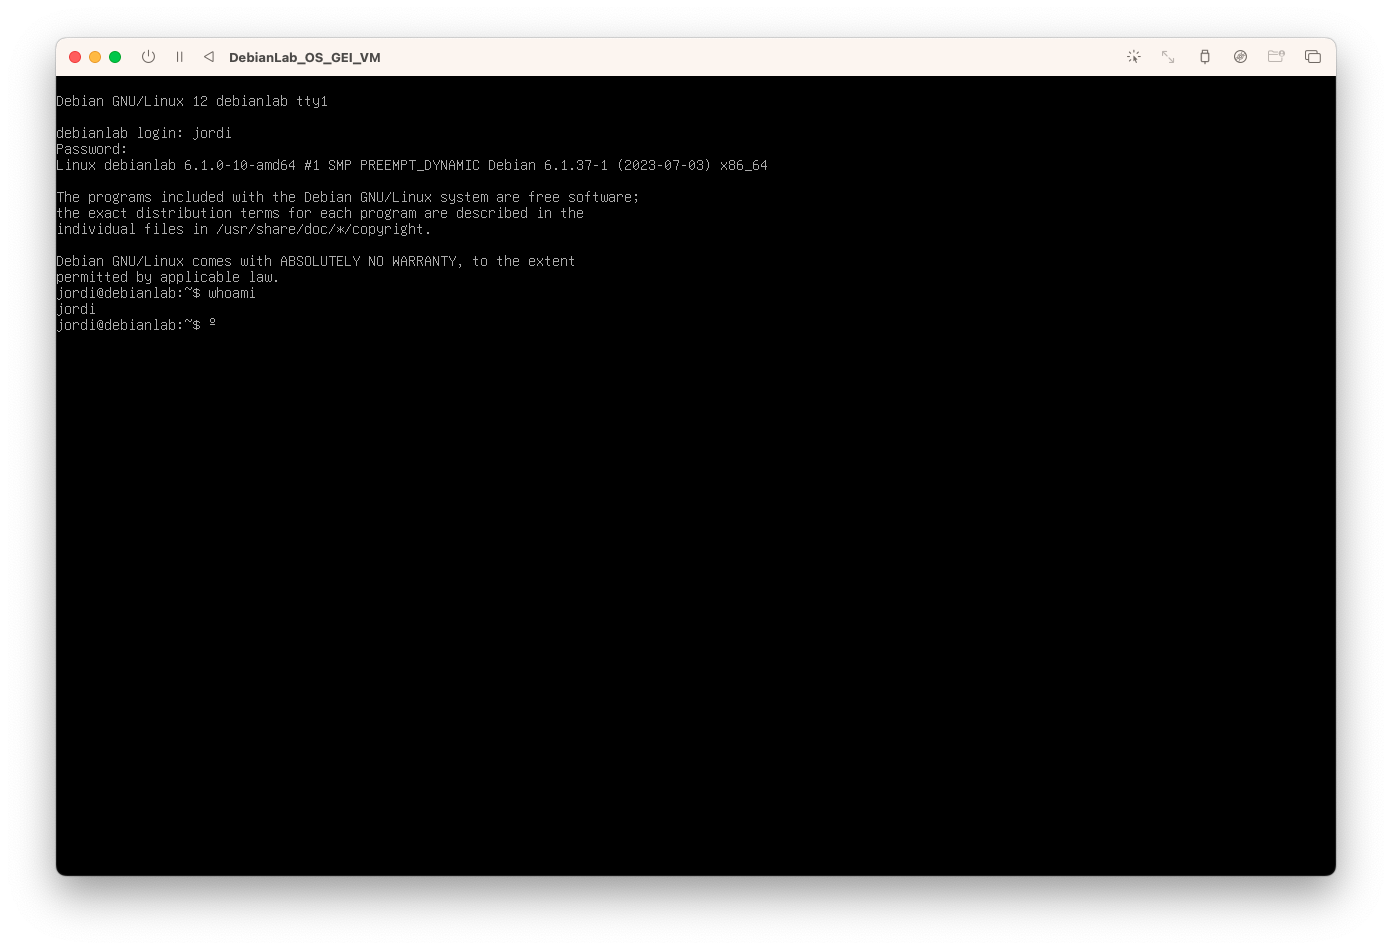 DebianLab_OS_GEI_VM
Debian GNU/Linux 12 debianlab tty1
debianlab login: jordi
Password:
Linux debianlab 6.1.0-10-amd64 #1 SMP PREEMPT_DYNAMIC Debian 6.1.37-1 (2023-07-03) x86_64
The programs included with the Debian GNU/Linux system are free software;
the exact distribution terms for each program are described in the
individual files in /usr/share/doc/*/copyright.
Debian GNU/Linux comes with ABSOLUTELY NO WARRANTY, to the extent
permitted by applicable law.
jordi@debianlab:~$ whoami
jordi
jordi@debianlab:~$ º